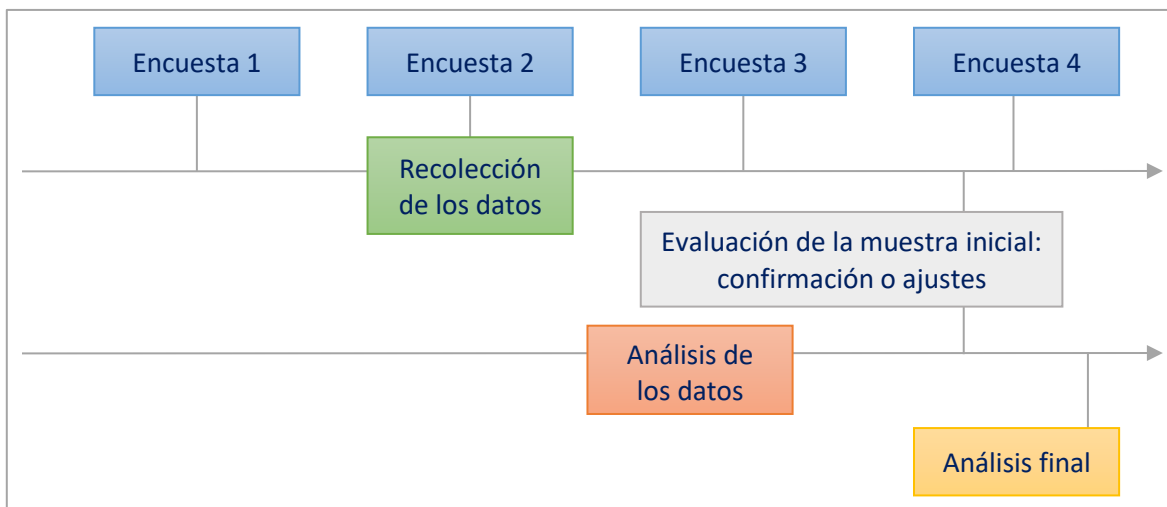 Encuesta 1
Encuesta 2
Encuesta 3
Encuesta 4
Recolección
de los datos
Evaluación de la muestra inicial:
confirmación o ajustes
Análisis de
los datos
Análisis final